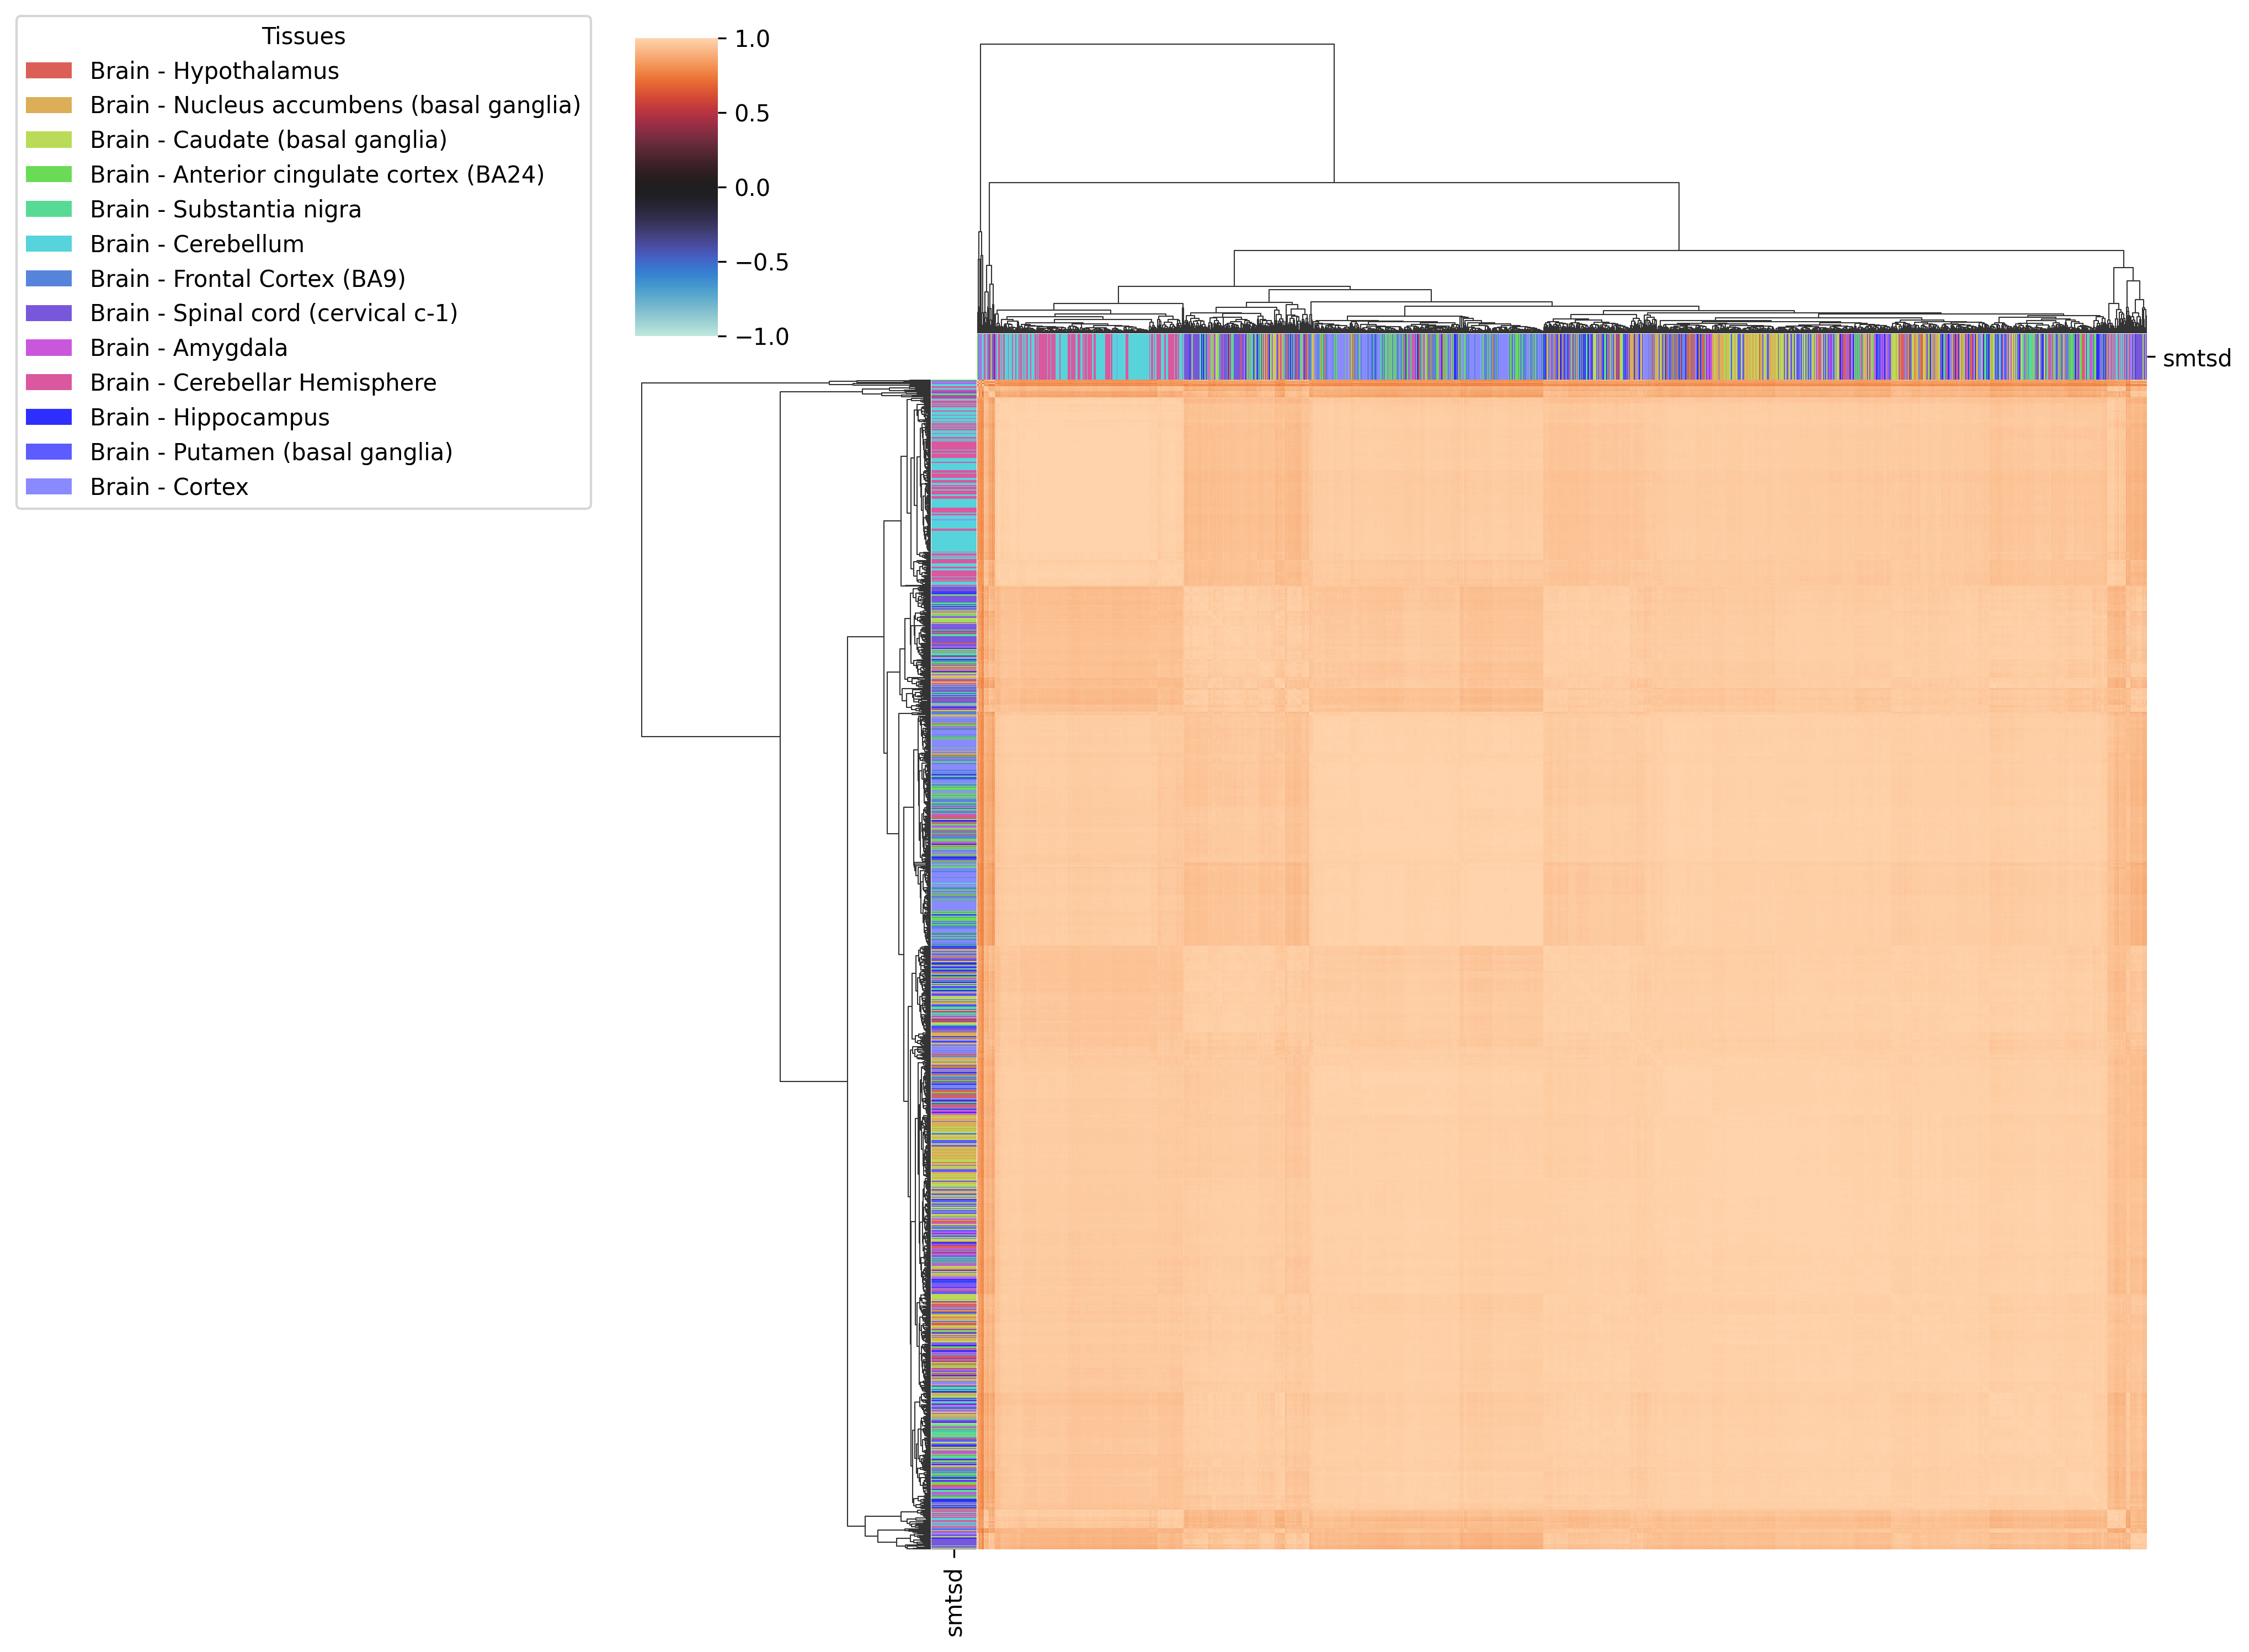 Tissues
Brain - Hypothalamus
Brain - Nucleus accumbens (basal ganglia)
Brain - Caudate (basal ganglia)
Brain - Anterior cingulate cortex (BA24)
Brain - Substantia nigra
Brain - Cerebellum
Brain - Frontal Cortex (BA9)
Brain - Spinal cord (cervical c-1)
Brain - Amygdala
Brain - Cerebellar Hemisphere
Brain - Hippocampus
Brain - Putamen (basal ganglia)
Brain - Cortex
1.0
0.5
0.0
−0.5
−1.0
smtsd
smtsd